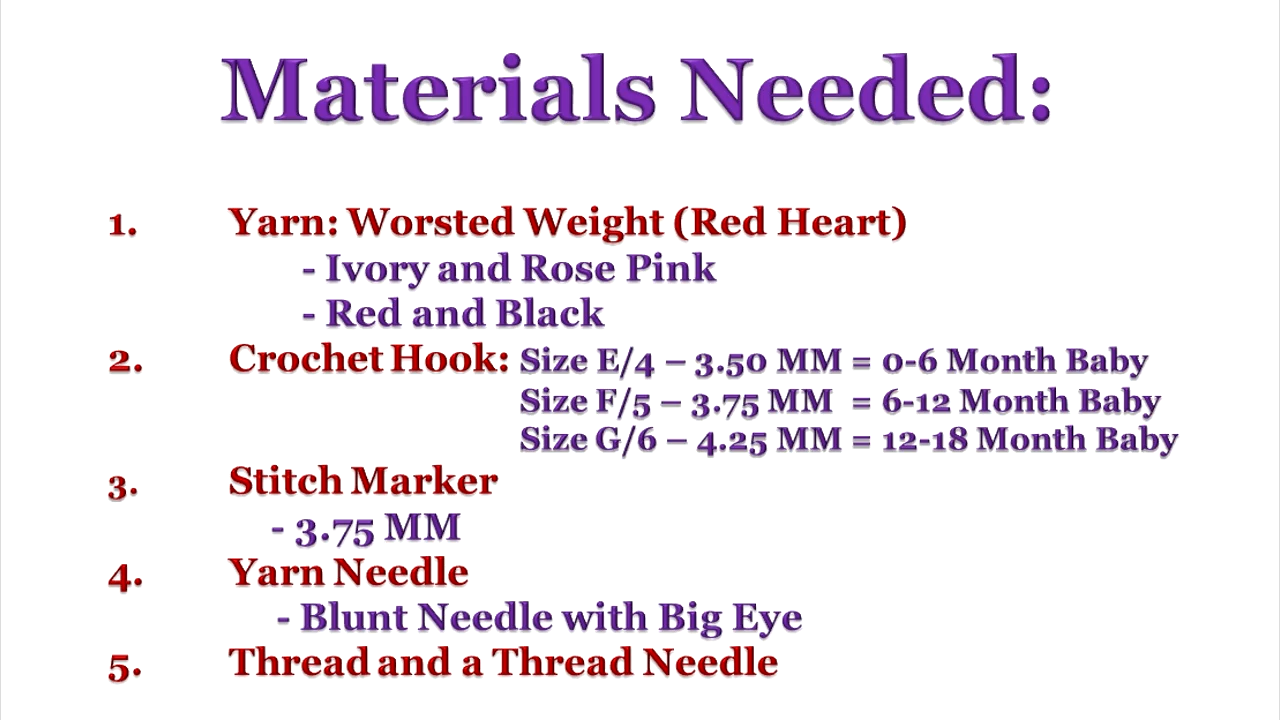 Materials Needed:
1. Yarn: Worsted Weight (Red Heart)
- Ivory and Rose Pink
- Red and Black
2. Crochet Hook: Size E/4 – 3.50 MM = 0-6 Month Baby
Size F/5 – 3.75 MM = 6-12 Month Baby
Size G/6 – 4.25 MM = 12-18 Month Baby
3. Stitch Marker
- 3.75 MM
4. Yarn Needle
- Blunt Needle with Big Eye
5. Thread and a Thread Needle